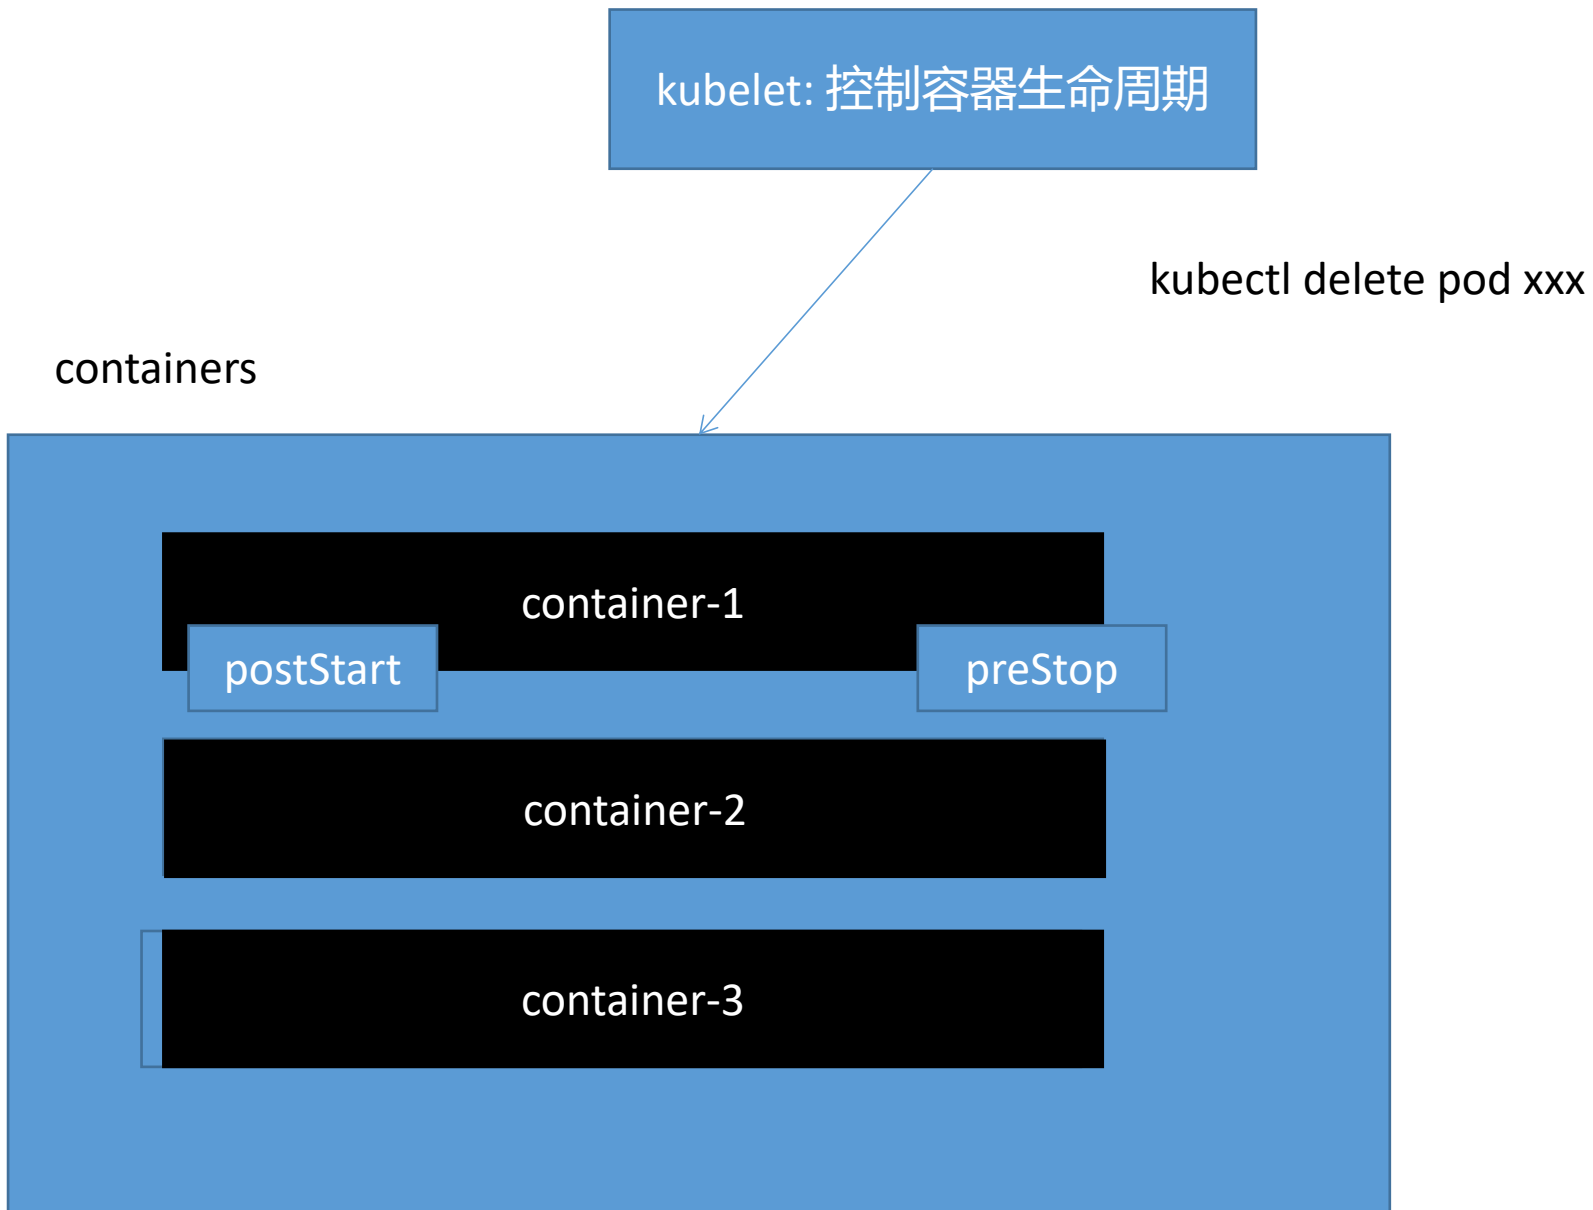 kubelet: 控制容器生命周期
kubectl delete pod xxx
containers
container-1
postStart
preStop
container-2
container-3